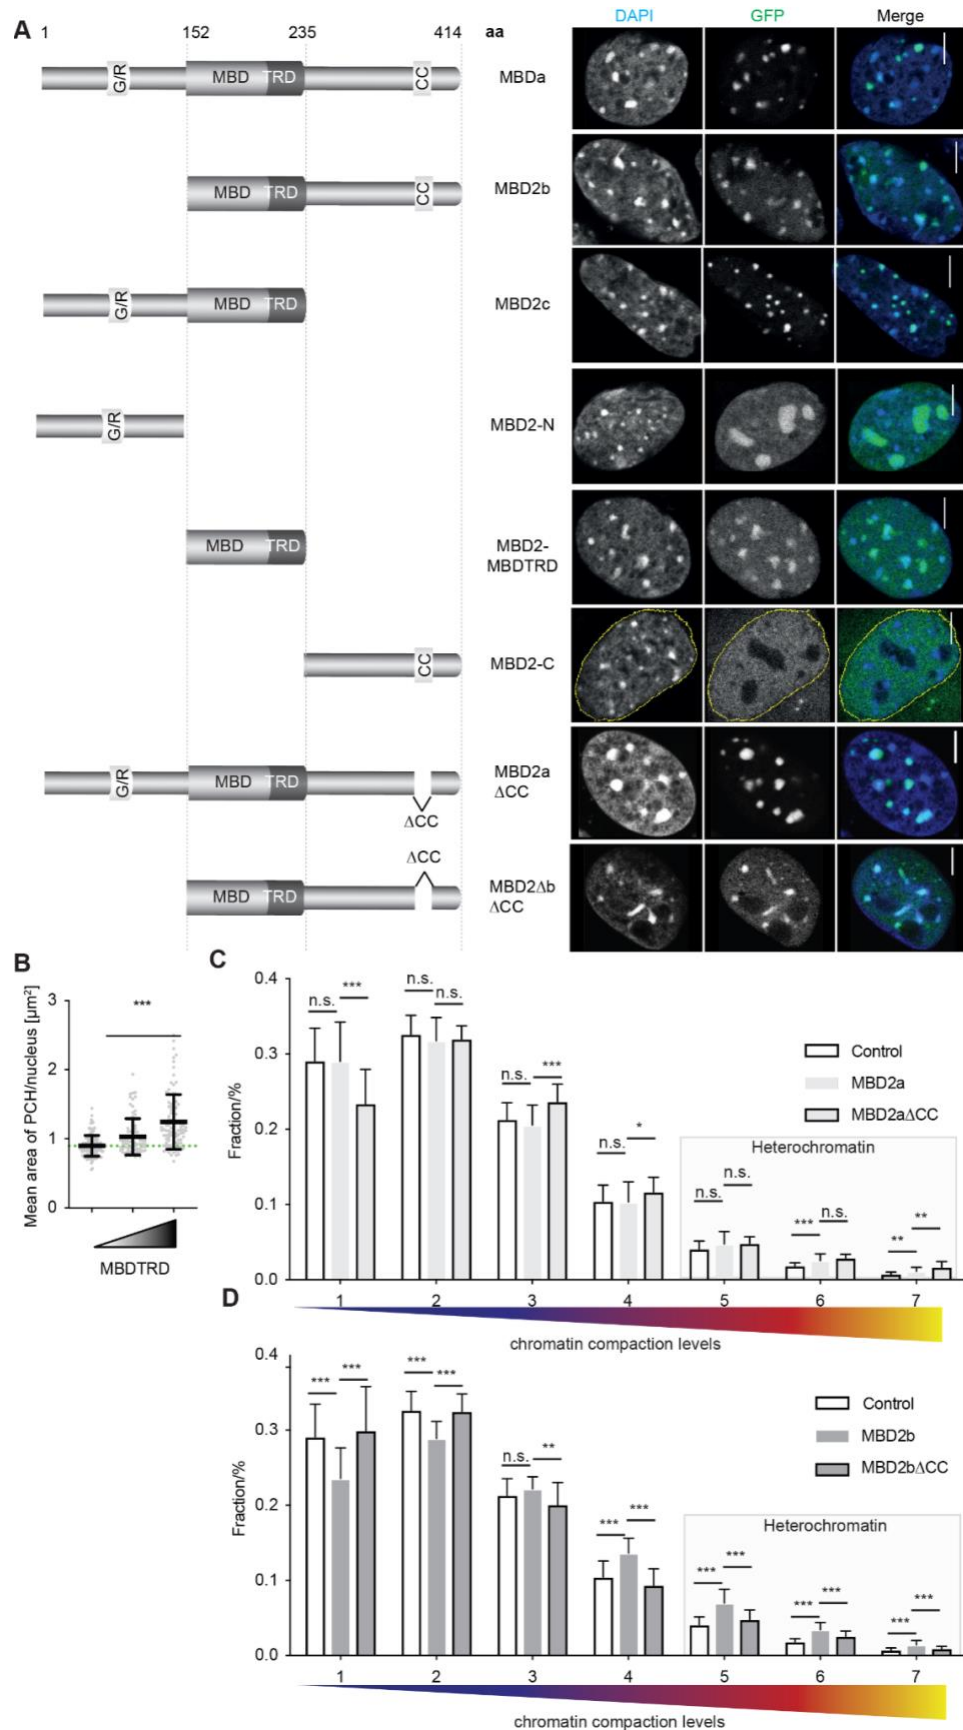 A
1 152 235 414 aa
DAPI GFP Merge
G/R MBD TRD CC MBDa
MBD TRD CC MBD2b
G/R MBD TRD MBD2c
G/R MBD2-N
MBD TRD MBD2-
MBDTRD
CC MBD2-C
G/R MBD TRD MBD2a
ΔCC
ΔCC
ΔCC
MBD TRD MBD2Δb
ΔCC
B
Mean area of PCH/nucleus [µm²]
3
2
1
0
***
MBDTRD
C
Fraction/%
0.4
0.3
0.2
0.1
0.0
n.s. ***
n.s. n.s.
n.s. ***
n.s. *
n.s. n.s.
*** n.s.
** **
Control
MBD2a
MBD2aΔCC
Heterochromatin
1 2 3 4 5 6 7
chromatin compaction levels
D
Fraction/%
0.4
0.3
0.2
0.1
0.0
*** ***
*** ***
n.s. **
*** ***
*** ***
*** ***
*** ***
Control
MBD2b
MBD2bΔCC
Heterochromatin
1 2 3 4 5 6 7
chromatin compaction levels